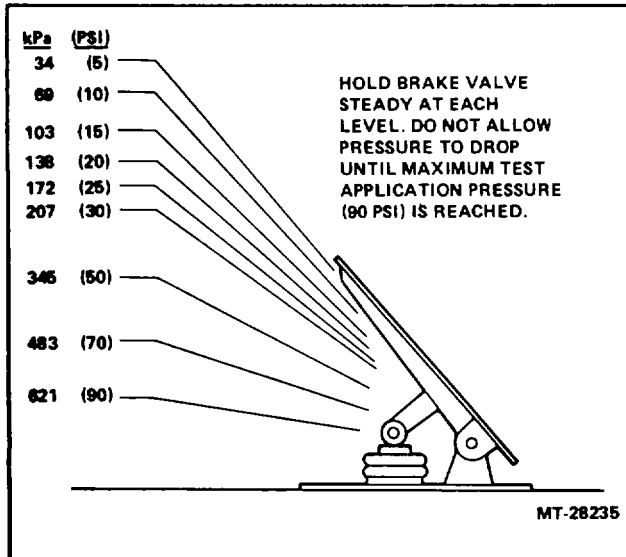 kPa (PSI)
34 (5)
69 (10)
103 (15)
138 (20)
172 (25)
207 (30)
345 (50)
483 (70)
621 (90)
HOLD BRAKE VALVE
STEADY AT EACH
LEVEL. DO NOT ALLOW
PRESSURE TO DROP
UNTIL MAXIMUM TEST
APPLICATION PRESSURE
(90 PSI) IS REACHED.
MT-28235